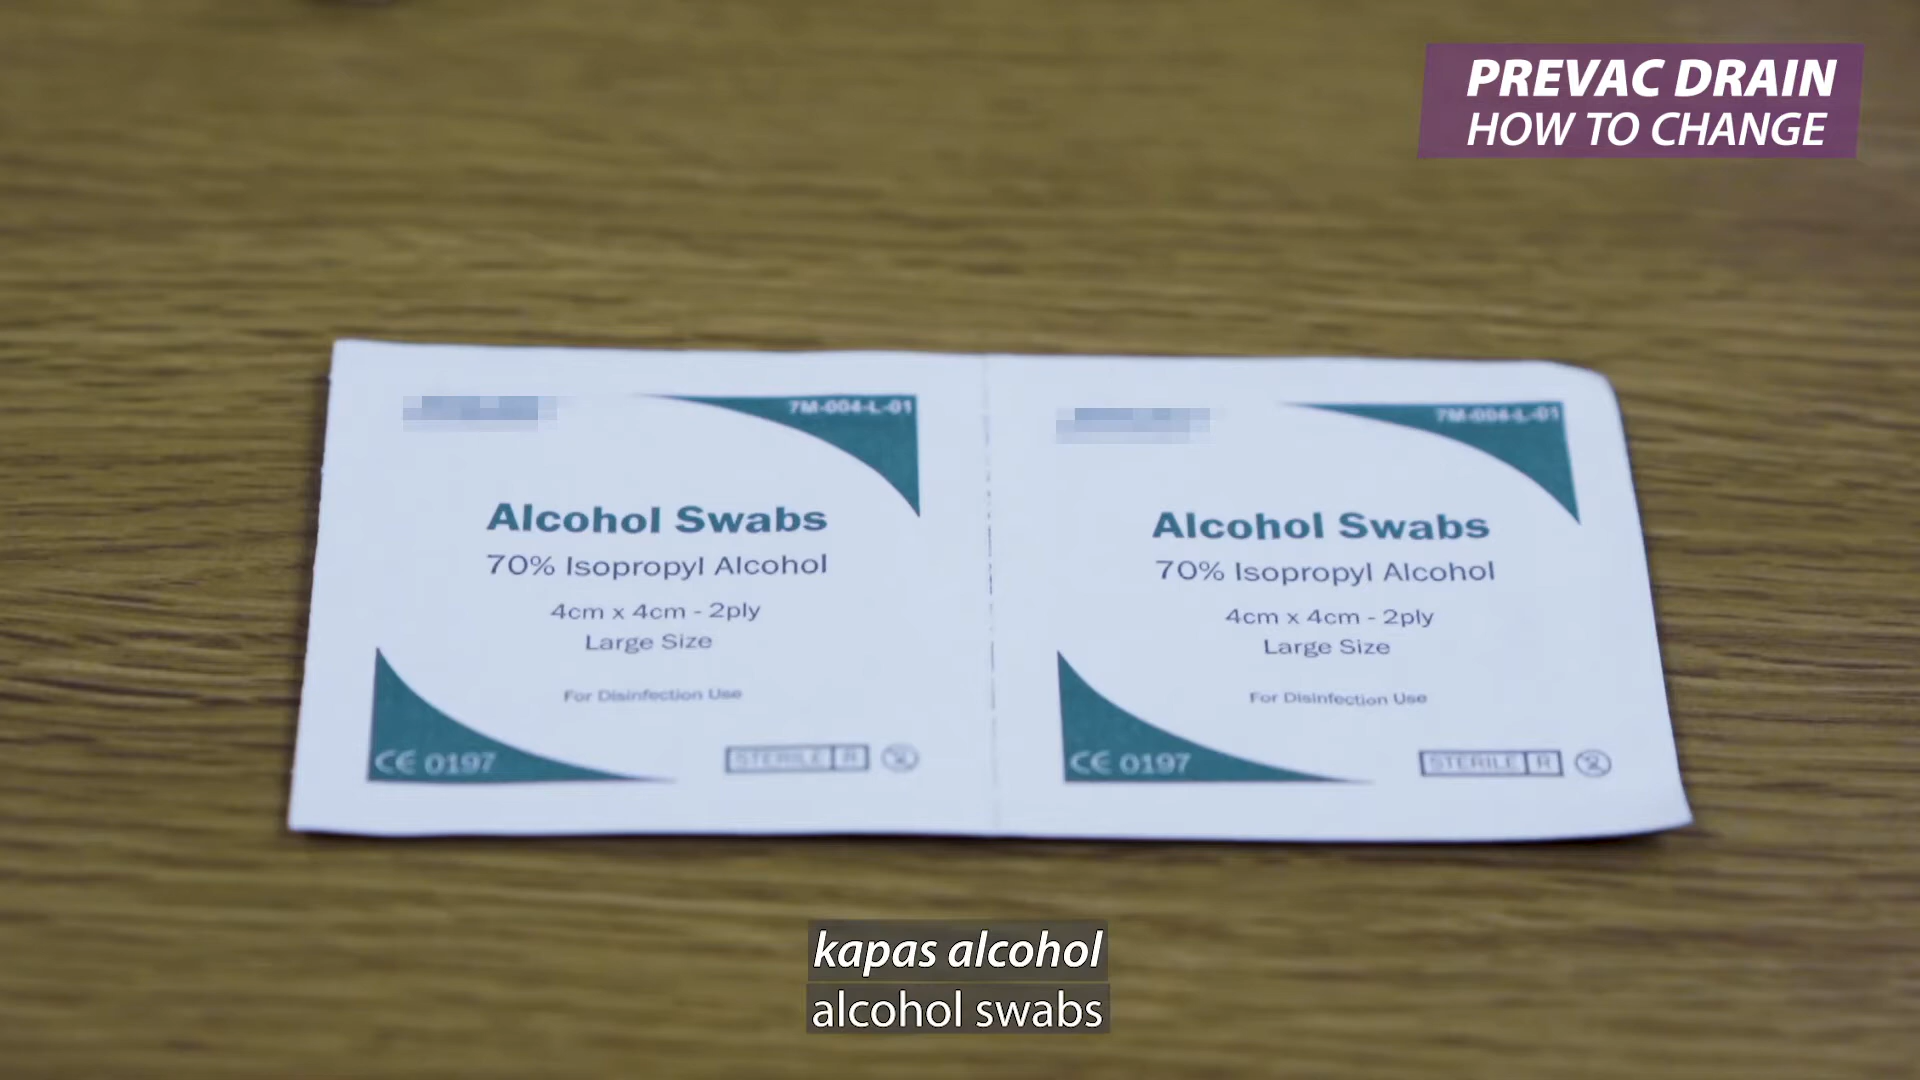 PREVAC DRAIN
HOW TO CHANGE
7M-004-L-01
Alcohol Swabs
70% Isopropyl Alcohol
4cm x 4cm - 2ply
Large Size
For Disinfection Use
CE 0197
STERILE R
7M-004-L-01
Alcohol Swabs
70% Isopropyl Alcohol
4cm x 4cm - 2ply
Large Size
For Disinfection Use
CE 0197
STERILE R
kapas alcohol
alcohol swabs